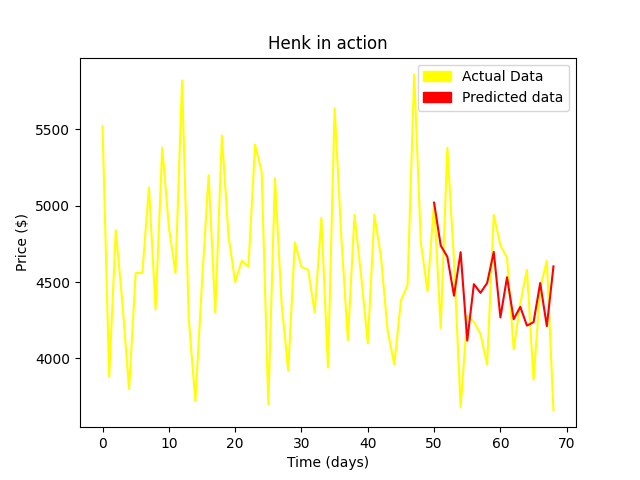 Henk in action
Actual Data
Predicted data
Price ($)
5500
5000
4500
4000
0 10 20 30 40 50 60 70
Time (days)